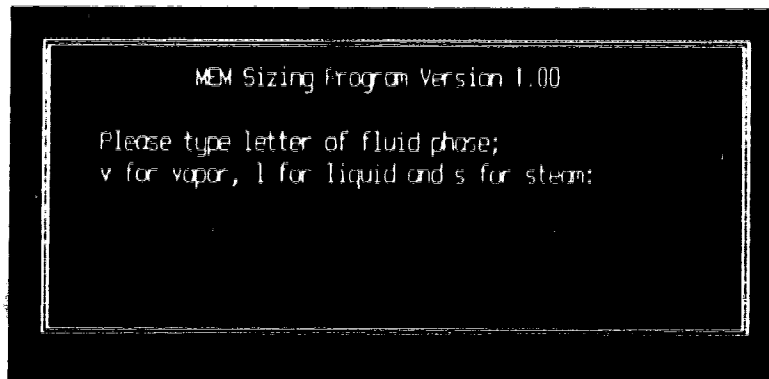 MEM Sizing Program Version 1.00
Please type letter of fluid phase;
v for vapor, l for liquid and s for steam: